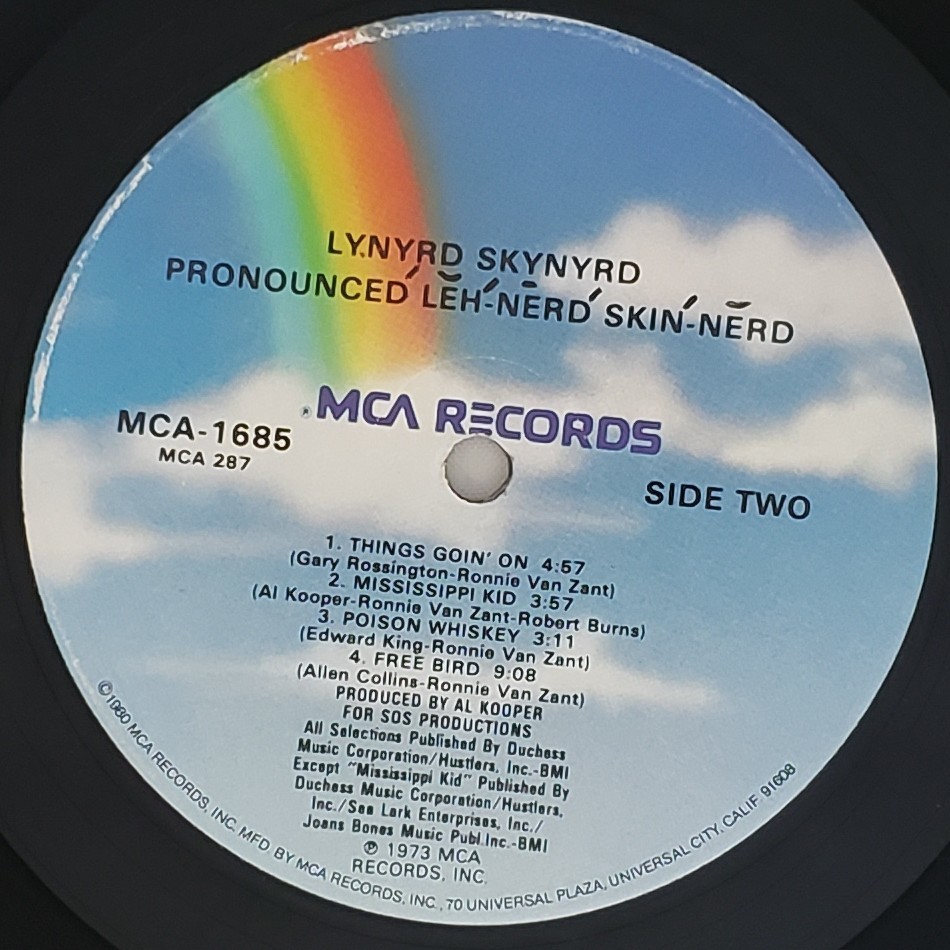 LYNYRD SKYNYRD
PRONOUNCED LĔH-NÉRD SKIN-NÉRD
® MCA RECORDS
MCA-1685
MCA 287
SIDE TWO
1. THINGS GOIN' ON 4:57
(Gary Rossington-Ronnie Van Zant)
2. MISSISSIPPI KID 3:57
(Al Kooper-Ronnie Van Zant-Robert Burns)
3. POISON WHISKEY 3:11
(Edward King-Ronnie Van Zant)
4. FREE BIRD 9:08
(Allen Collins-Ronnie Van Zant)
PRODUCED BY AL KOOPER
FOR SOS PRODUCTIONS
All Selections Published By Duchess
Music Corporation/Hustlers, Inc.-BMI
Except "Mississippi Kid" Published By
Duchess Music Corporation/Hustlers,
Inc./Sea Lark Enterprises, Inc./
Joans Bones Music Publ.Inc.-BMI
℗ 1973 MCA
RECORDS, INC.
©1980 MCA RECORDS, INC. MFD. BY MCA RECORDS, INC., 70 UNIVERSAL PLAZA, UNIVERSAL CITY, CALIF. 91608